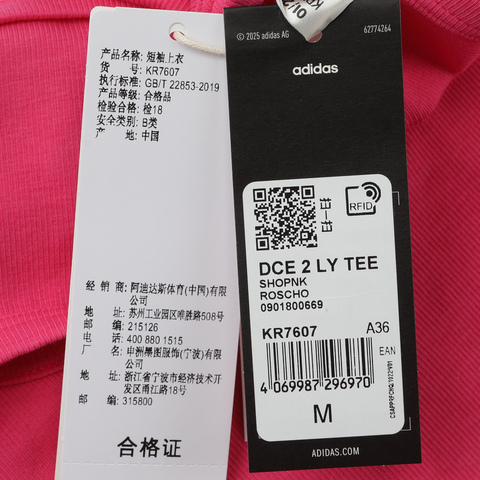 产品名称: 短袖上衣
货 号: KR7607
执行标准: GB/T 22853-2019
产品等级: 合格品
检验合格: 检18
安全类别: B类
产 地: 中国
经 销 商: 阿迪达斯体育(中国)有限
公司
地 址: 苏州工业园区唯胜路508号
邮 编: 215126
电 话: 400 880 1515
厂 名: 申洲墨图服饰(宁波)有限
公司
地 址: 浙江省宁波市经济技术开
发区甬江路18号
邮 编: 315800
合格证
© 2025 adidas AG
62774264
adidas
RFID
DCE 2 LY TEE
SHOPNK
ROSCHO
0901800669
KR7607
A36
EAN
4 069987 296970
M
ADIDAS.COM